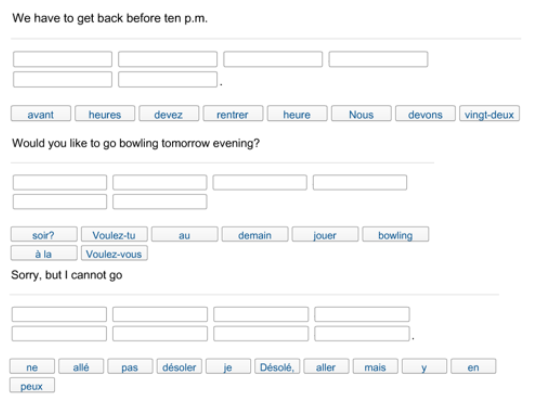 We have to get back before ten p.m.
.
avant heures devez rentrer heure Nous devons vingt-deux
Would you like to go bowling tomorrow evening?
soir? Voulez-tu au demain jouer bowling
à la Voulez-vous
Sorry, but I cannot go
.
ne allé pas désoler je Désolé, aller mais y en
peux